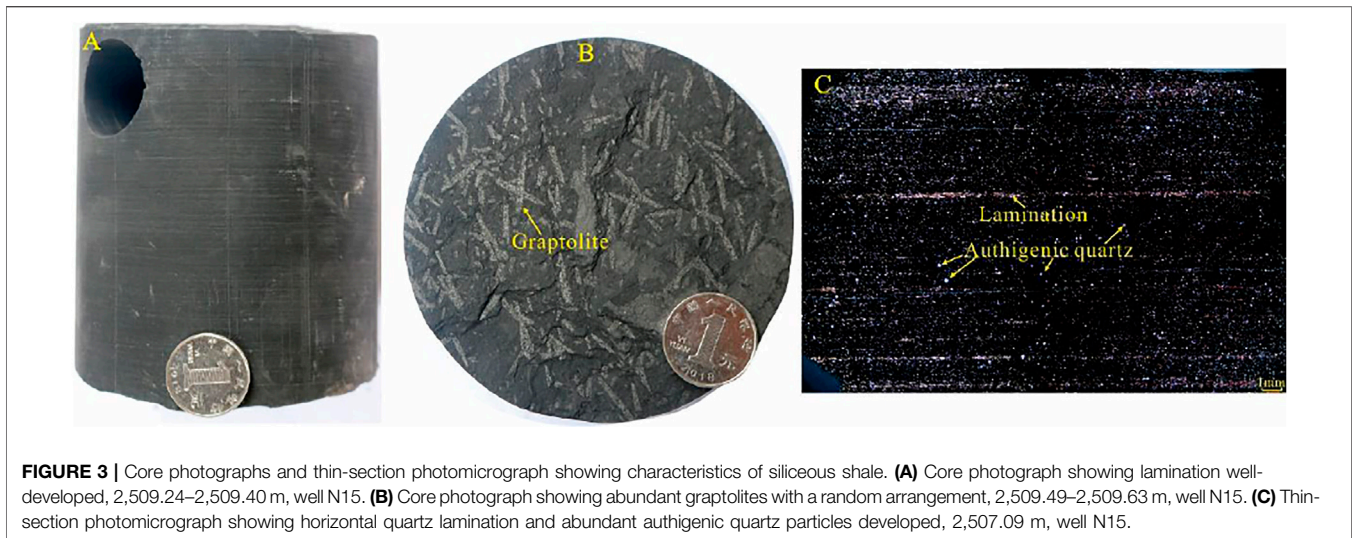 A
B
Graptolite
1
2018
C
Lamination
Authigenic quartz
1mm
FIGURE 3 | Core photographs and thin-section photomicrograph showing characteristics of siliceous shale. (A) Core photograph showing lamination well-
developed, 2,509.24–2,509.40 m, well N15. (B) Core photograph showing abundant graptolites with a random arrangement, 2,509.49–2,509.63 m, well N15. (C) Thin-
section photomicrograph showing horizontal quartz lamination and abundant authigenic quartz particles developed, 2,507.09 m, well N15.